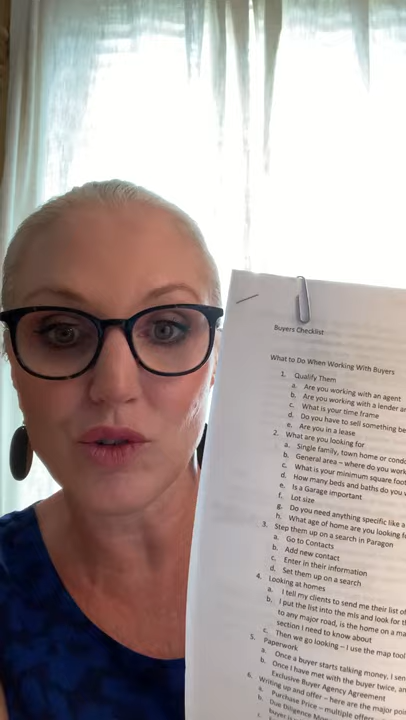 Buyers Checklist
What to Do When Working With Buyers
1. Qualify Them
a. Are you working with an agent
b. Are you working with a lender
c. What is your time frame
d. Do you have to sell something
e. Are you in a lease
2. What are you looking for
a. Single family, town home or
b. General area – where do you work
c. What is your minimum square
d. How many beds and baths do you
e. Is a Garage important
f. Lot size
g. Do you need anything specific like a
h. What age of home are you looking
3. Step them up on a search in Paragon
a. Go to Contacts
b. Add new contact
c. Enter in their information
d. Set them up on a search
4. Looking at homes
a. I tell my clients to send me their list of
b. I put the list into the mls and look for
to any major road, is the home on a
section I need to know about
c. Then we go looking – I use the map
5. Paperwork
a. Once a buyer starts talking money, I
b. Once I have met with the buyer twice,
Exclusive Buyer Agency Agreement
6. Writing up and offer – here are the major
a. Purchase Price – multiple
b. Due Diligence